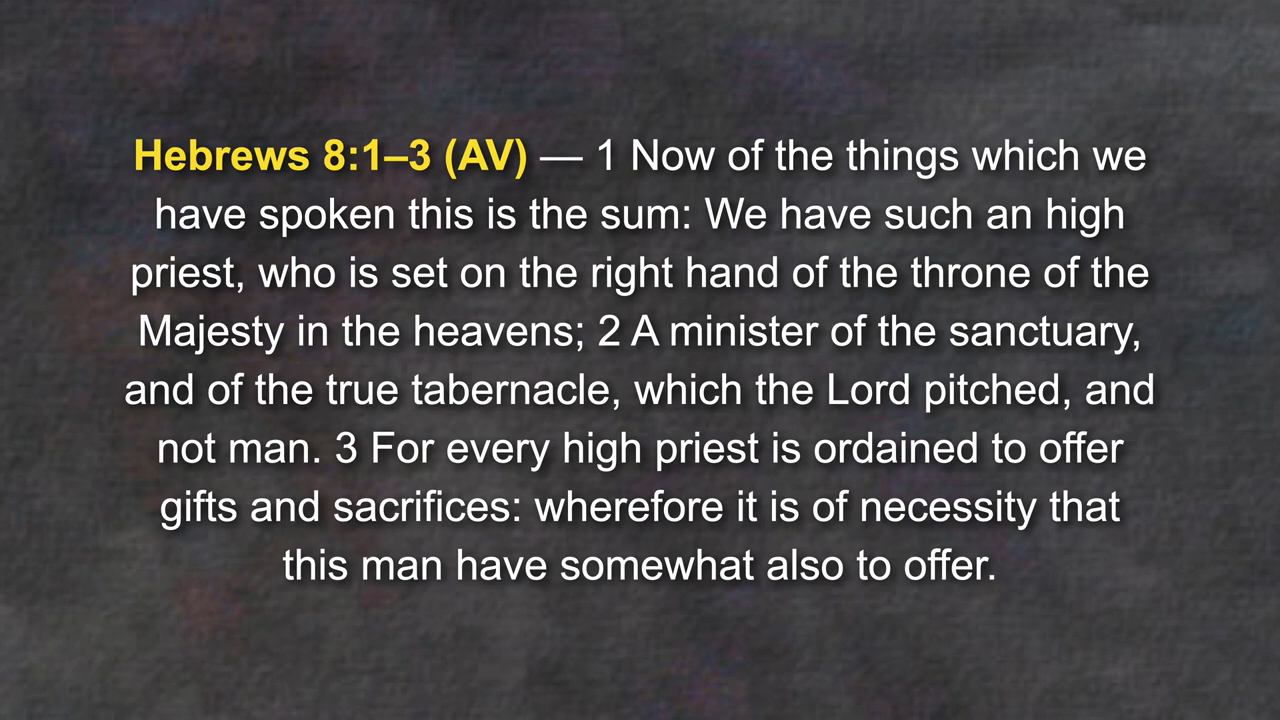 Hebrews 8:1–3 (AV) — 1 Now of the things which we
have spoken this is the sum: We have such an high
priest, who is set on the right hand of the throne of the
Majesty in the heavens; 2 A minister of the sanctuary,
and of the true tabernacle, which the Lord pitched, and
not man. 3 For every high priest is ordained to offer
gifts and sacrifices: wherefore it is of necessity that
this man have somewhat also to offer.